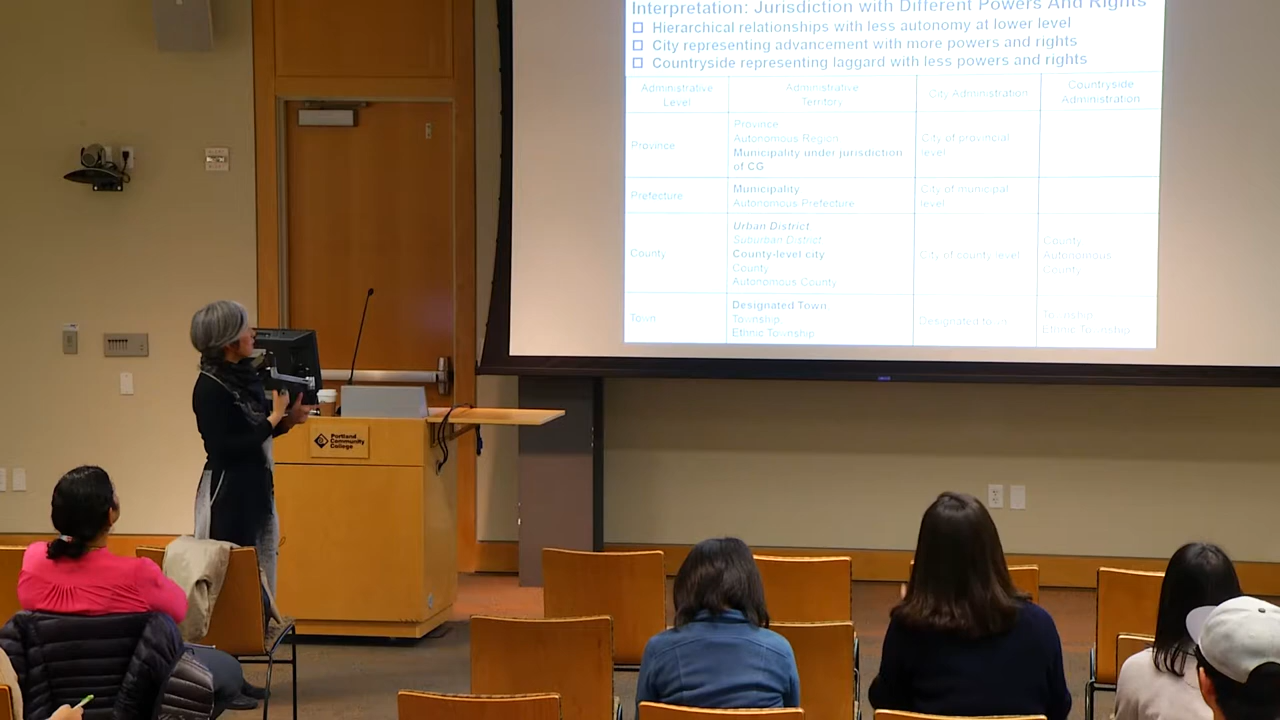 Interpretation: Jurisdiction with Different Powers And Rights
Hierarchical relationships with less autonomy at lower level
City representing advancement with more powers and rights
Countryside representing laggard with less powers and rights
Administrative
Level
Administrative
Territory
City Administration
Countryside
Administration
Province
Province
Autonomous Region
Municipality under jurisdiction
of CG
City of provincial
level
Prefecture
Municipality
Autonomous Prefecture
City of municipal
level
County
Urban District
Suburban District
County-level city
County
Autonomous County
City of county level
County
Autonomous
County
Town
Designated Town
Township
Ethnic Township
Designated town
Township
Ethnic Township
Portland
Community
College